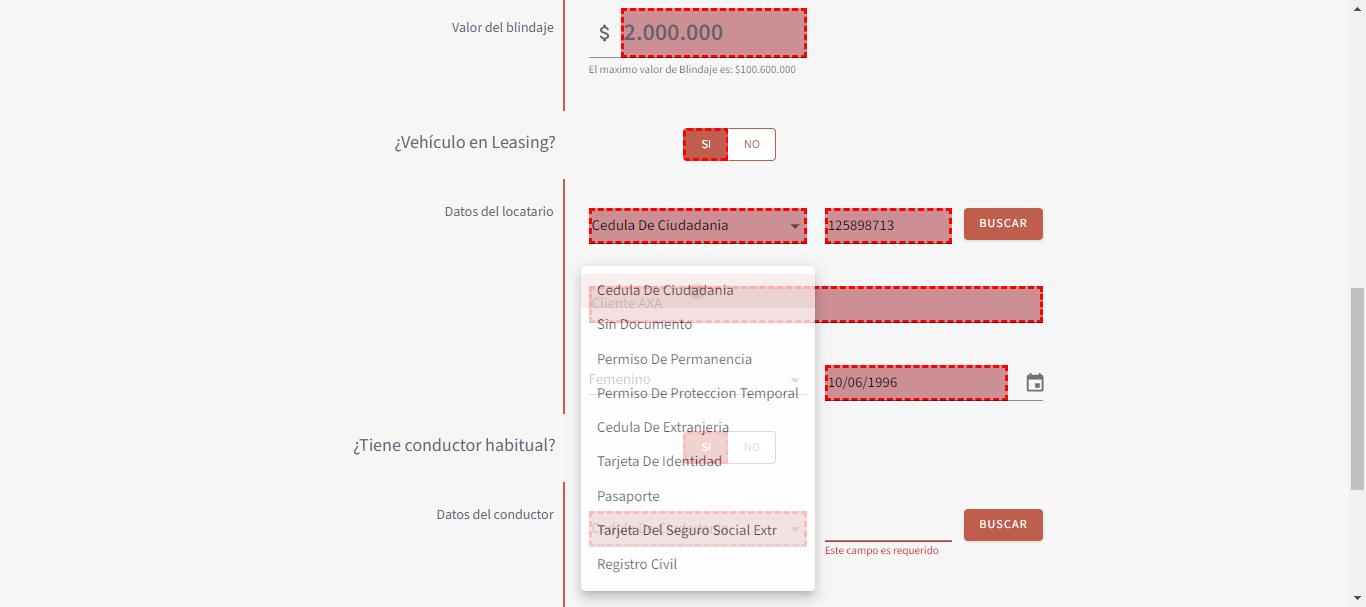 Valor del blindaje
$ 2.000.000
El maximo valor de Blindaje es: $100.600.000
¿Vehículo en Leasing?
SI NO
Datos del locatario
Cedula De Ciudadania
125898713
BUSCAR
Cedula De Ciudadania
Cliente AXA
Sin Documento
Permiso De Permanencia
Femenino
10/06/1996
Permiso De Proteccion Temporal
Cedula De Extranjeria
¿Tiene conductor habitual?
SI NO
Tarjeta De Identidad
Pasaporte
Datos del conductor
Cedula De Ciudadania
Tarjeta Del Seguro Social Extr
BUSCAR
Este campo es requerido
Registro Civil